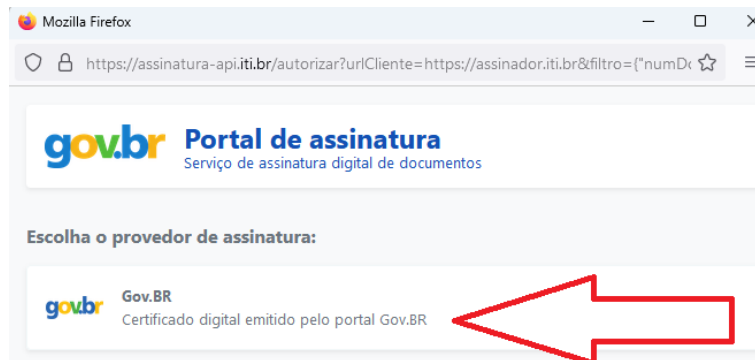 Mozilla Firefox
https://assinatura-api.iti.br/autorizar?urlCliente=https://assinador.iti.br&filtro={"numDo
gov.br
Portal de assinatura
Serviço de assinatura digital de documentos
Escolha o provedor de assinatura:
gov.br
Gov.BR
Certificado digital emitido pelo portal Gov.BR